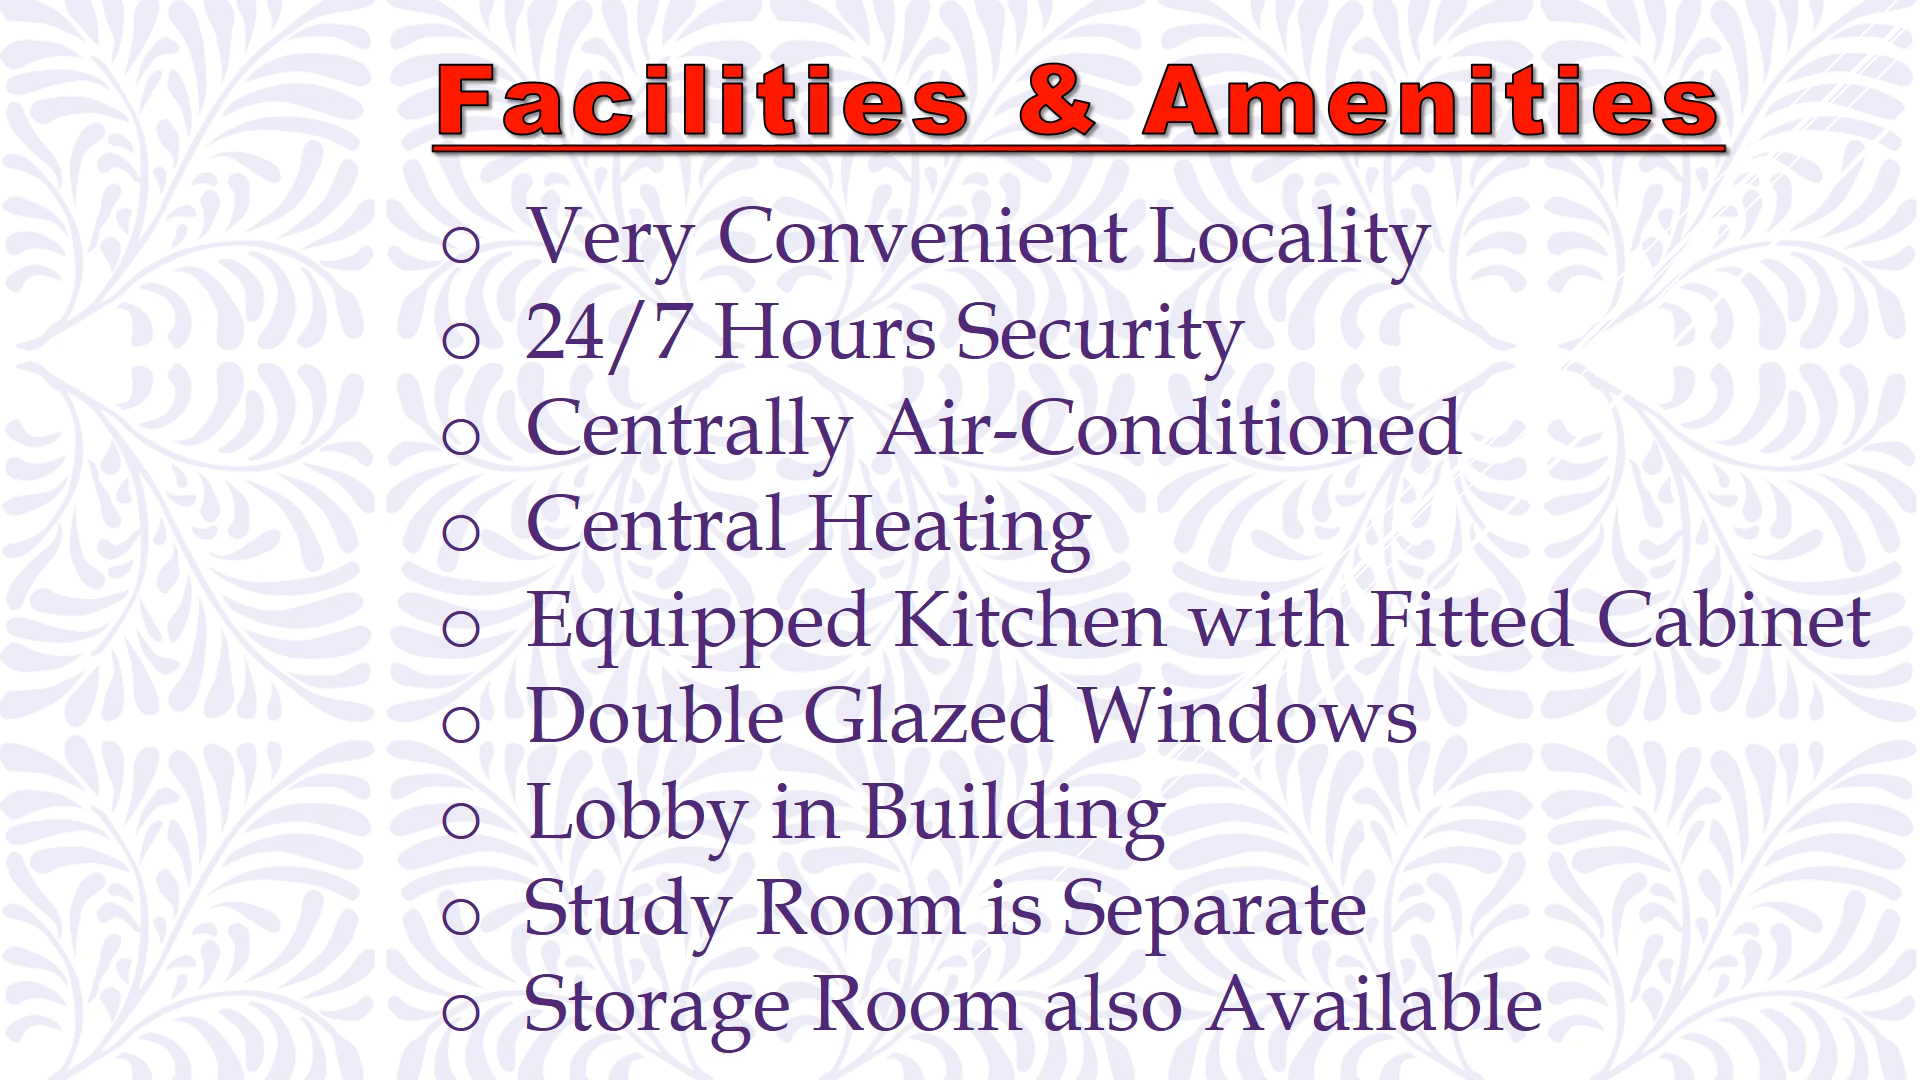 Facilities & Amenities
o Very Convenient Locality
o 24/7 Hours Security
o Centrally Air-Conditioned
o Central Heating
o Equipped Kitchen with Fitted Cabinet
o Double Glazed Windows
o Lobby in Building
o Study Room is Separate
o Storage Room also Available